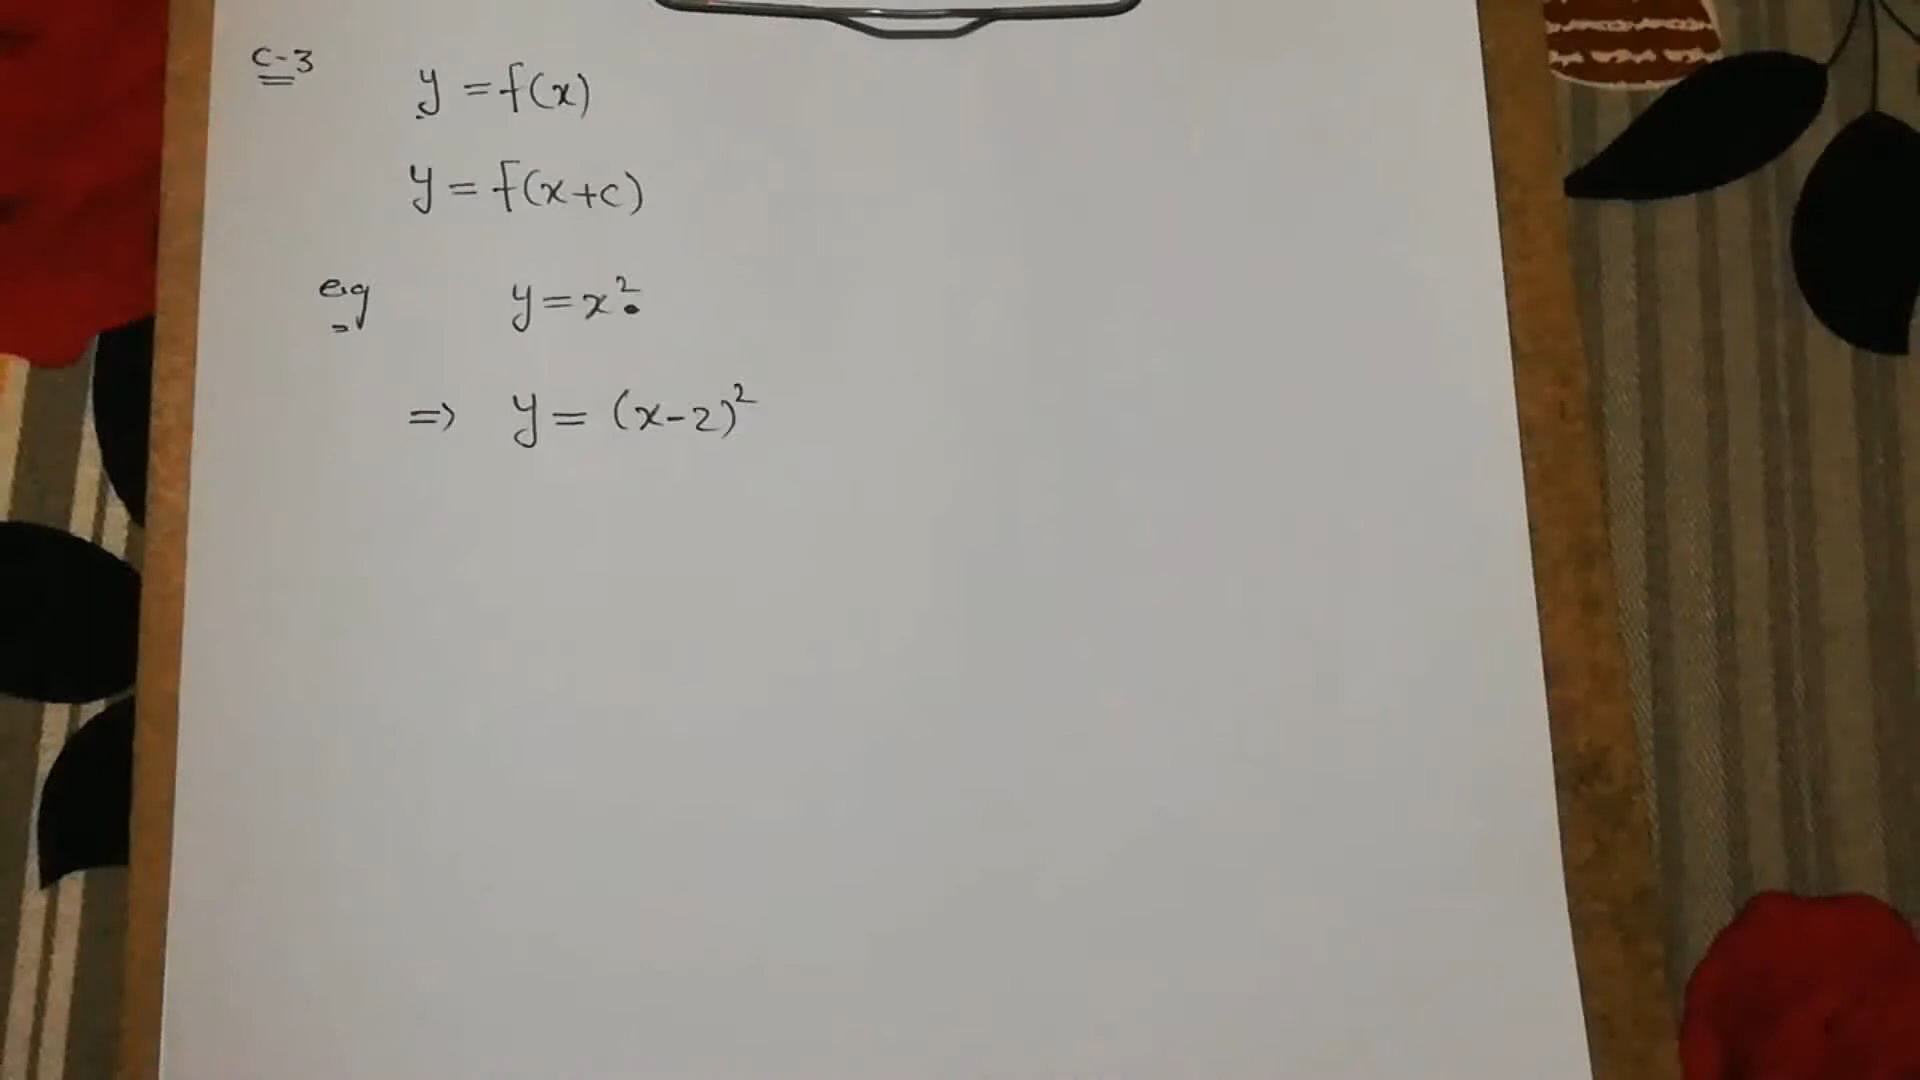 C-3
y = f(x)
y = f(x+c)
e.g y = x²
=> y = (x-2)²